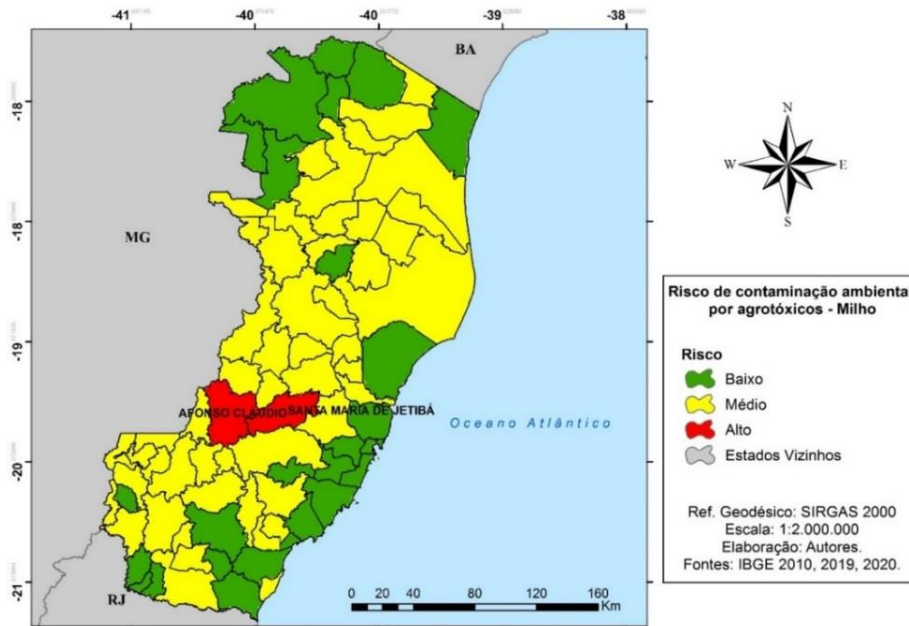 -41 -40 -40 -39 -38
BA
-18
-18
MG
-19
-19
AFONSO CLÁUDIO SANTA MARIA DE JETIBÁ
Oceano Atlântico
-20
-20
-21
RJ
0 10 20 40 80 120 160
Km
N
W E
S
Risco de contaminação ambienta
por agrotóxicos - Milho
Risco
Baixo
Médio
Alto
Estados Vizinhos
Ref. Geodésico: SIRGAS 2000
Escala: 1:2.000.000
Elaboração: Autores.
Fontes: IBGE 2010, 2019, 2020.